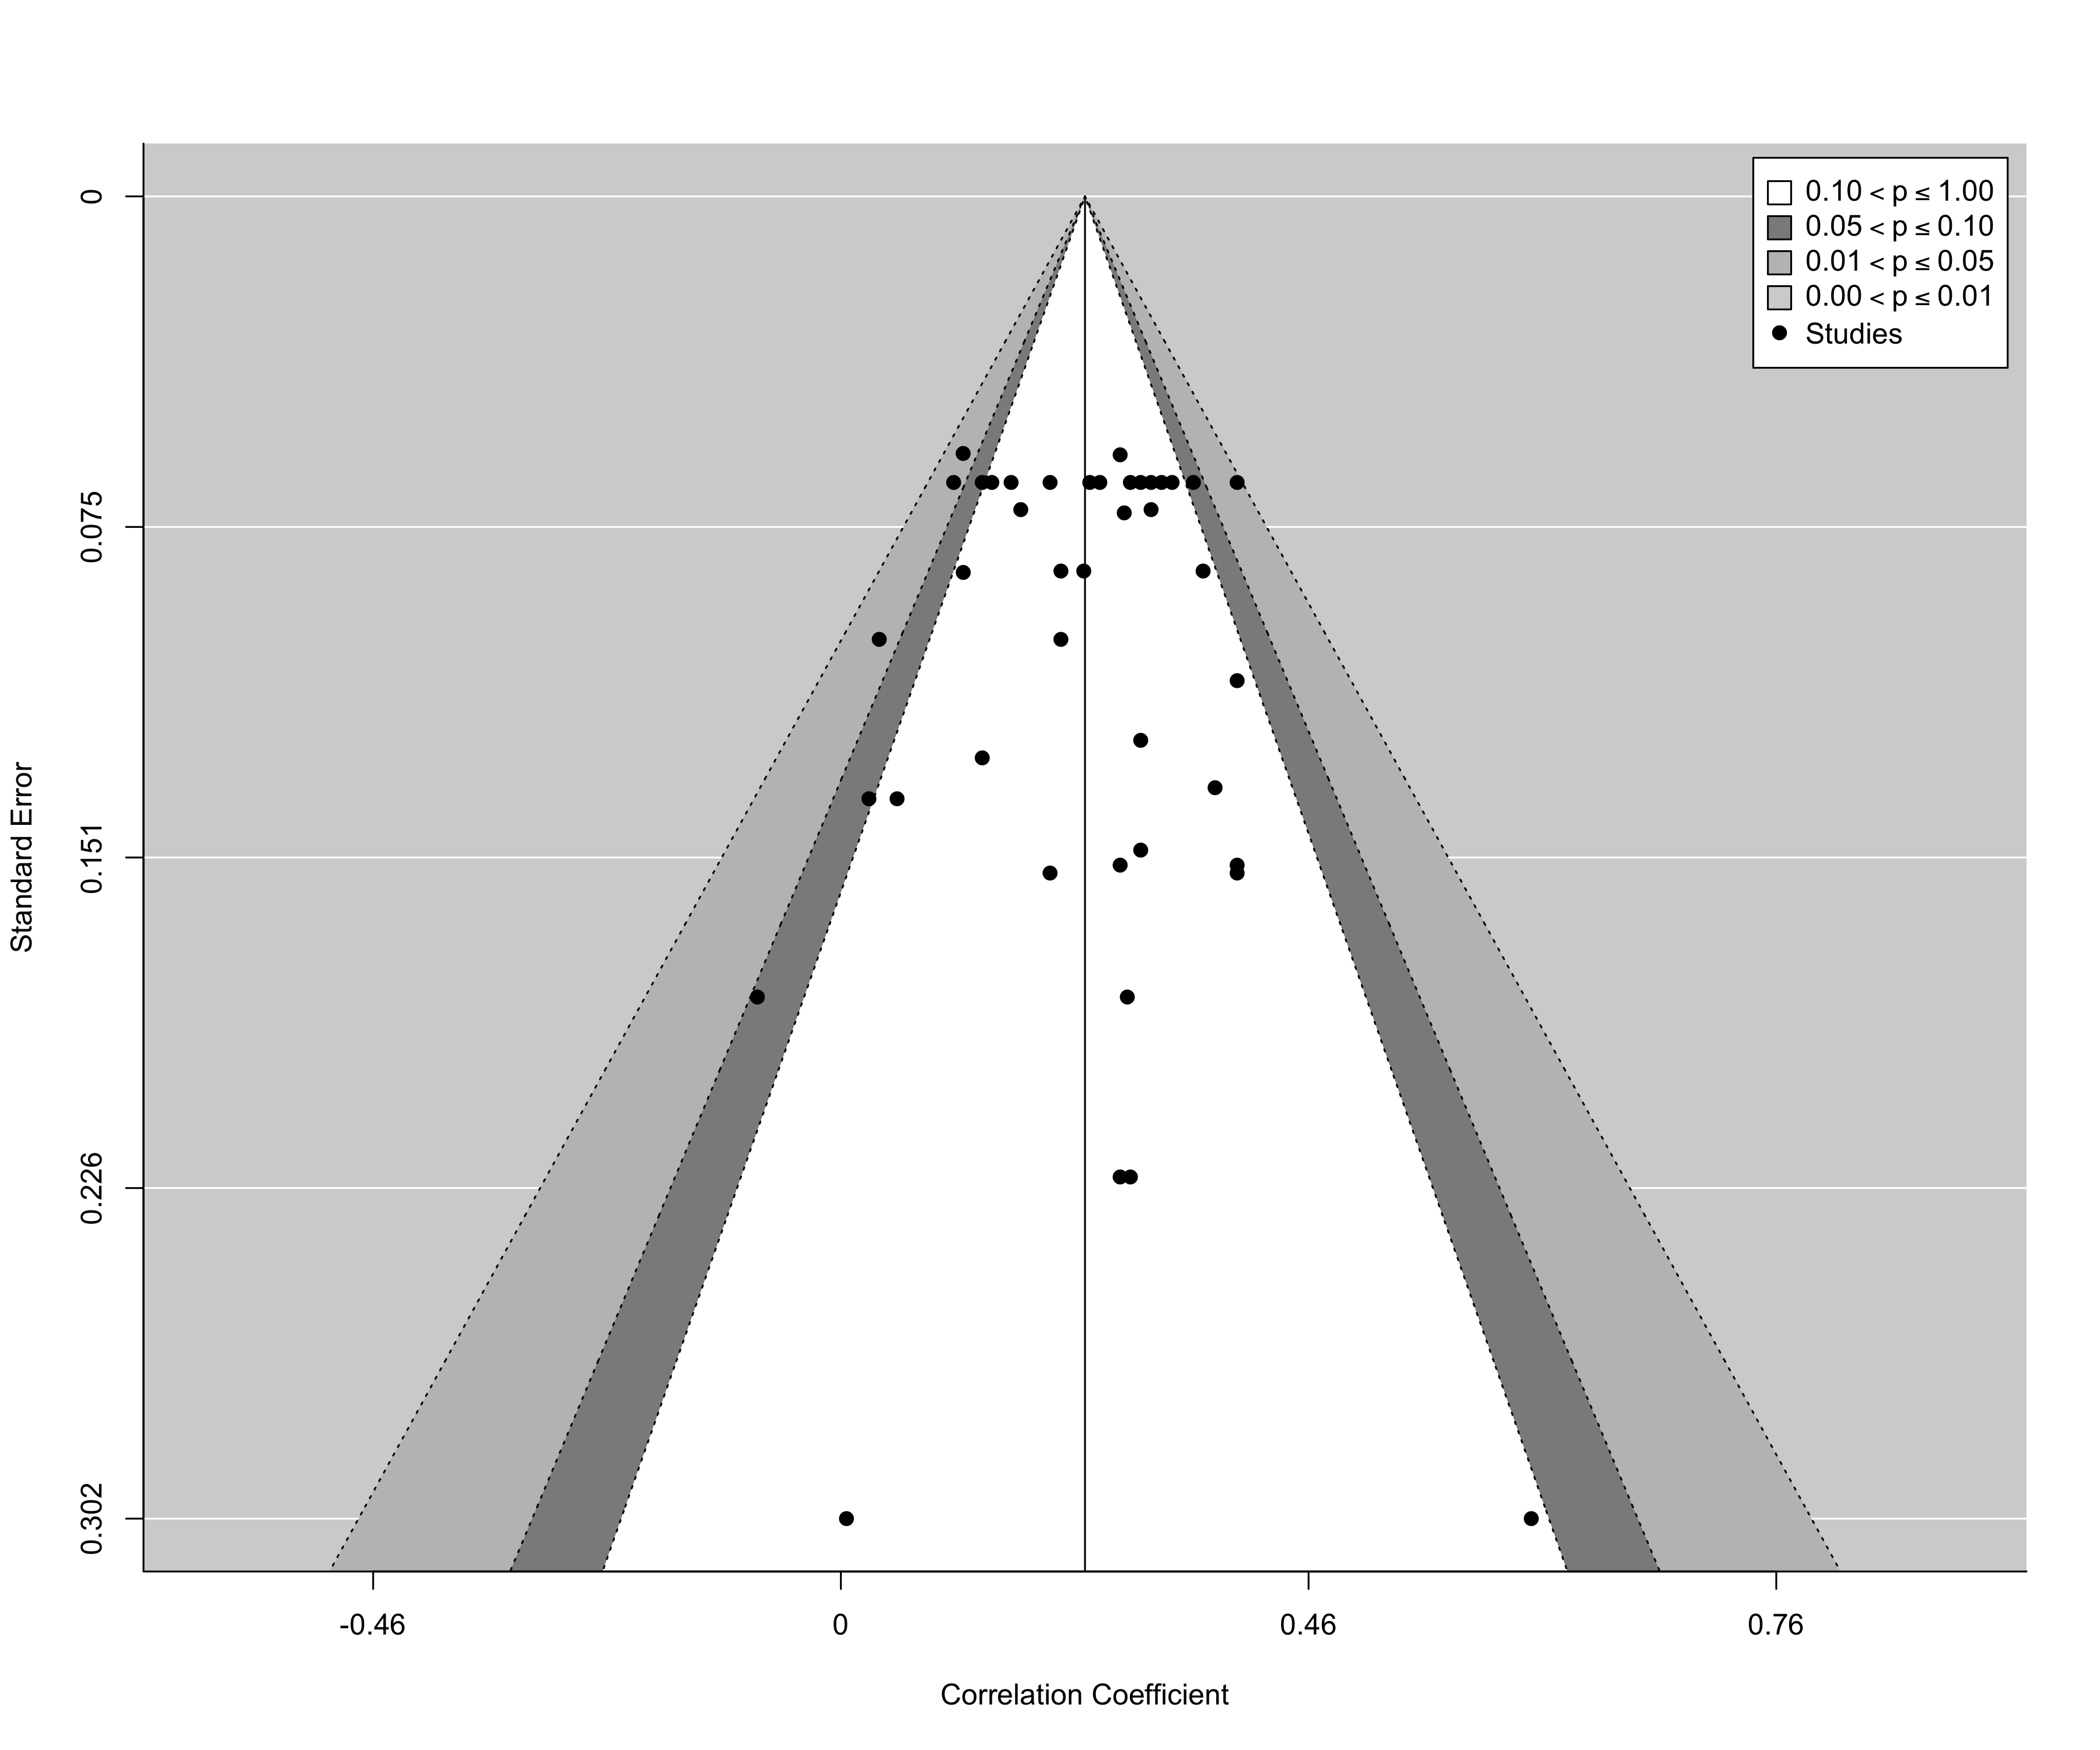 0.10 < p ≤ 1.00
0.05 < p ≤ 0.10
0.01 < p ≤ 0.05
0.00 < p ≤ 0.01
Studies
Standard Error
0
0.075
0.151
0.226
0.302
-0.46
0
0.46
0.76
Correlation Coefficient